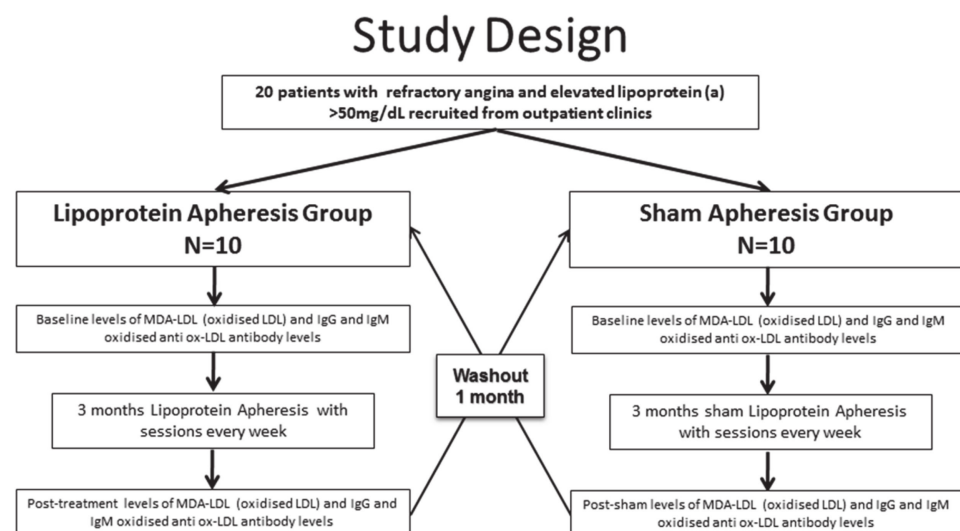 Study Design
20 patients with refractory angina and elevated lipoprotein (a)
>50mg/dL recruited from outpatient clinics
Lipoprotein Apheresis Group
N=10
Sham Apheresis Group
N=10
Baseline levels of MDA-LDL (oxidised LDL) and IgG and IgM
oxidised anti ox-LDL antibody levels
Baseline levels of MDA-LDL (oxidised LDL) and IgG and IgM
oxidised anti ox-LDL antibody levels
Washout
1 month
3 months Lipoprotein Apheresis with
sessions every week
3 months sham Lipoprotein Apheresis
with sessions every week
Post-treatment levels of MDA-LDL (oxidised LDL) and IgG and
IgM oxidised anti ox-LDL antibody levels
Post-sham levels of MDA-LDL (oxidised LDL) and IgG and IgM
oxidised anti ox-LDL antibody levels